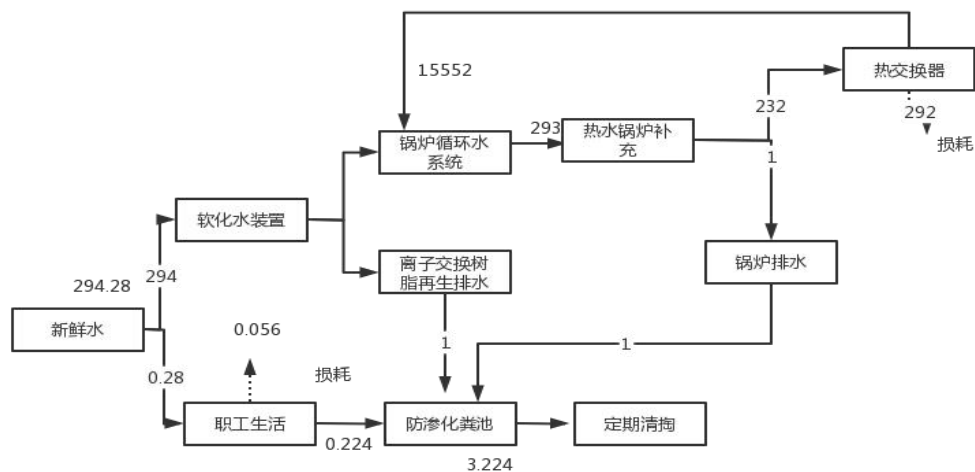 15552
热交换器
232
292
损耗
锅炉循环水
系统
293
热水锅炉补
充
1
软化水装置
离子交换树
脂再生排水
锅炉排水
294.28
294
新鲜水
0.056
1
1
0.28
损耗
职工生活
0.224
防渗化粪池
3.224
定期清掏